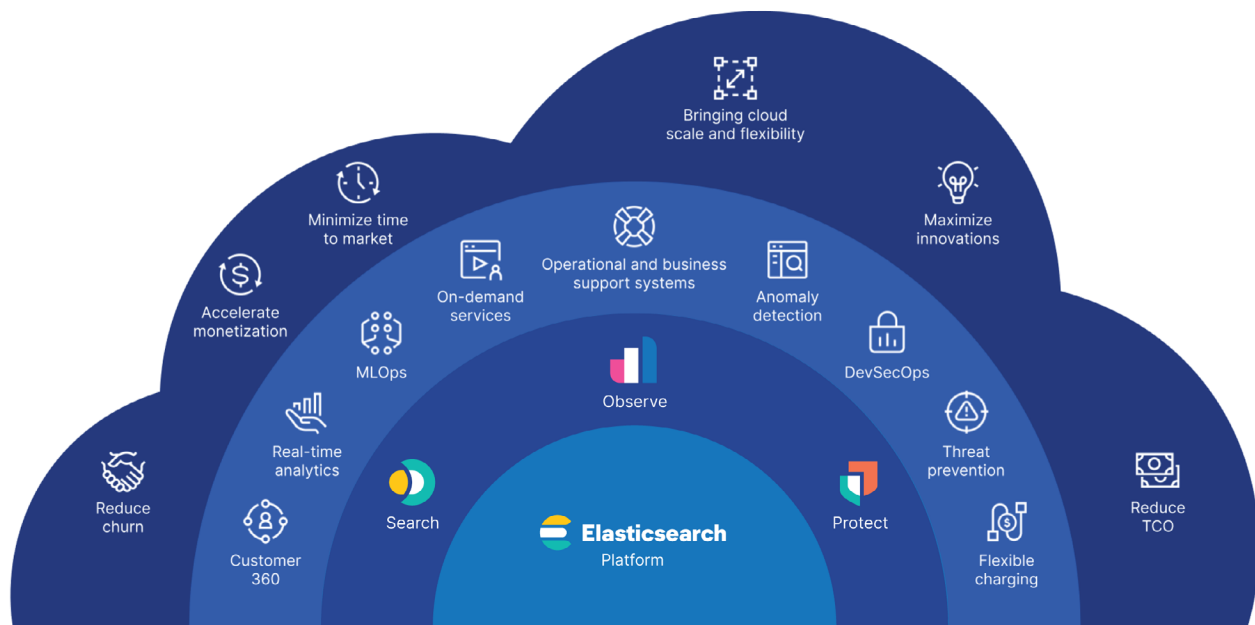 Bringing cloud
scale and flexibility
Minimize time
to market
Maximize
innovations
Accelerate
monetization
Operational and business
support systems
On-demand
services
Anomaly
detection
MLOps
DevSecOps
Observe
Real-time
analytics
Threat
prevention
Reduce
churn
Search
Protect
Reduce
TCO
Elasticsearch
Platform
Customer
360
Flexible
charging